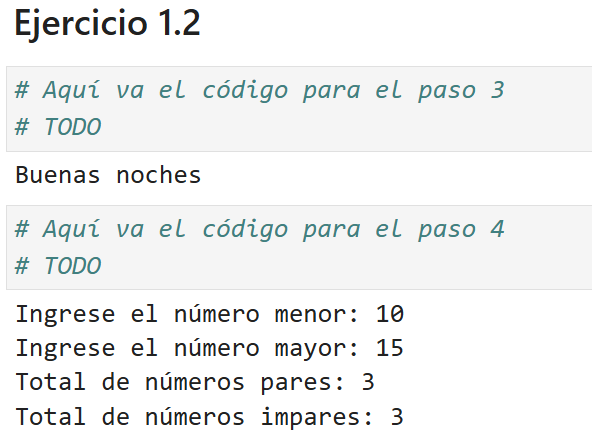 Ejercicio 1.2
# Aquí va el código para el paso 3
# TODO
Buenas noches
# Aquí va el código para el paso 4
# TODO
Ingrese el número menor: 10
Ingrese el número mayor: 15
Total de números pares: 3
Total de números impares: 3